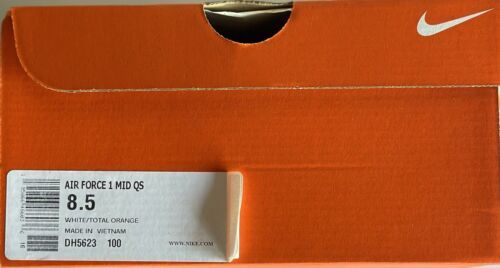 AIR FORCE 1 MID QS
8.5
WHITE/TOTAL ORANGE
MADE IN VIETNAM
DH5623 100
WWW.NIKE.COM